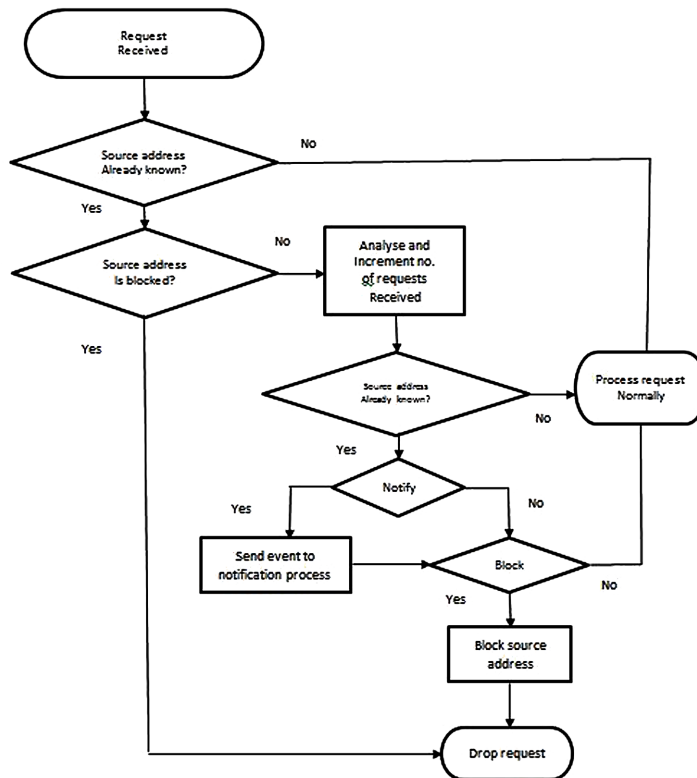 Request
Received
Source address
Already known?
No
Yes
Source address
Is blocked?
No
Yes
Analyse and
Increment no.
of requests
Received
Source address
Already known?
No
Yes
Process request
Normally
Notify
Yes
No
Send event to
notification process
Block
No
Yes
Block source
address
Drop request